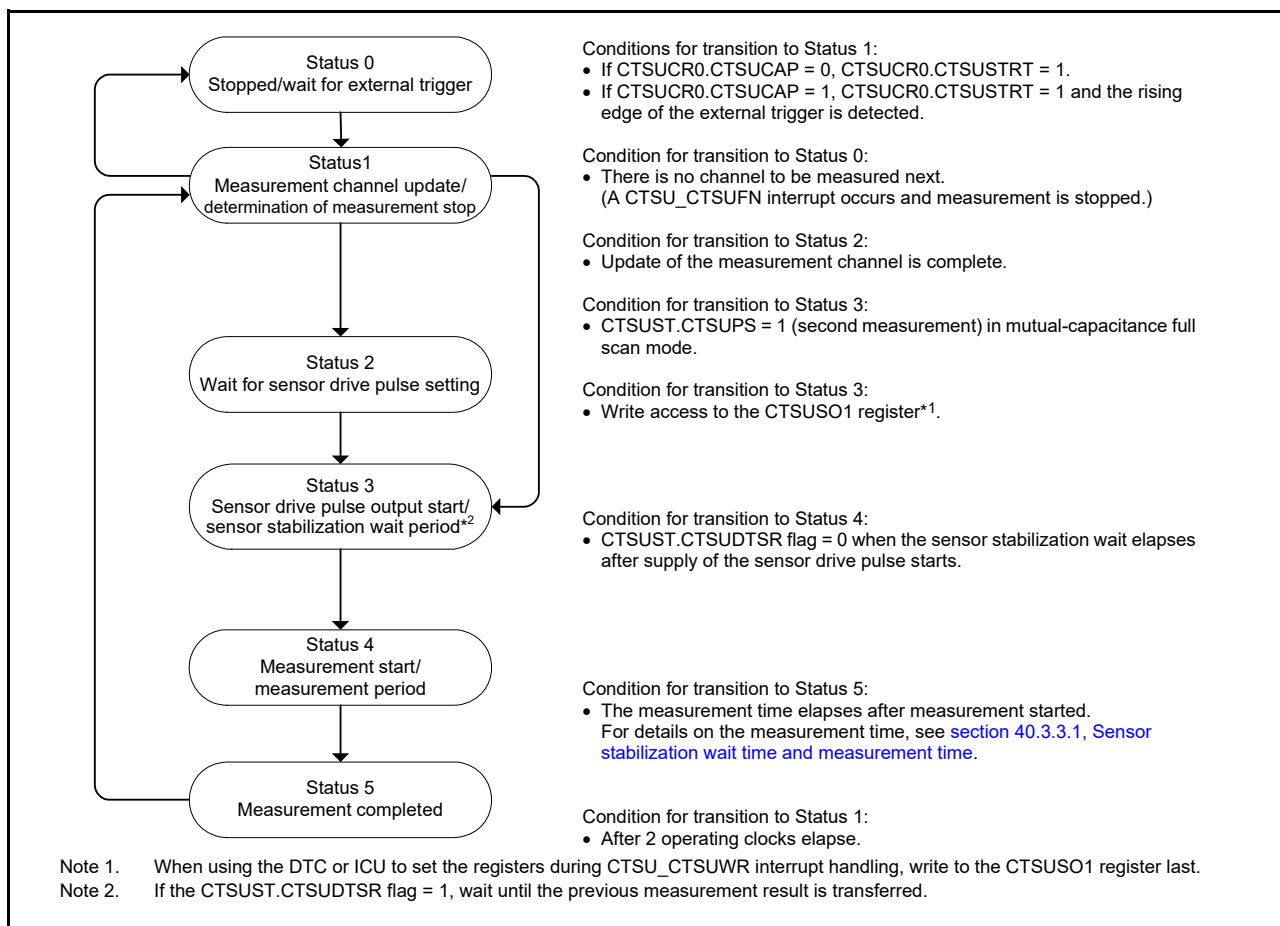 Status 0
Stopped/wait for external trigger
Status1
Measurement channel update/
determination of measurement stop
Status 2
Wait for sensor drive pulse setting
Status 3
Sensor drive pulse output start/
sensor stabilization wait period*2
Status 4
Measurement start/
measurement period
Status 5
Measurement completed
Conditions for transition to Status 1:
• If CTSUCR0.CTSUCAP = 0, CTSUCR0.CTSUSTRT = 1.
• If CTSUCR0.CTSUCAP = 1, CTSUCR0.CTSUSTRT = 1 and the rising
edge of the external trigger is detected.
Condition for transition to Status 0:
• There is no channel to be measured next.
(A CTSU_CTSUFN interrupt occurs and measurement is stopped.)
Condition for transition to Status 2:
• Update of the measurement channel is complete.
Condition for transition to Status 3:
• CTSUST.CTSUPS = 1 (second measurement) in mutual-capacitance full
scan mode.
Condition for transition to Status 3:
• Write access to the CTSUSO1 register*1.
Condition for transition to Status 4:
• CTSUST.CTSUDTSR flag = 0 when the sensor stabilization wait elapses
after supply of the sensor drive pulse starts.
Condition for transition to Status 5:
• The measurement time elapses after measurement started.
For details on the measurement time, see section 40.3.3.1, Sensor
stabilization wait time and measurement time.
Condition for transition to Status 1:
• After 2 operating clocks elapse.
Note 1. When using the DTC or ICU to set the registers during CTSU_CTSUWR interrupt handling, write to the CTSUSO1 register last.
Note 2. If the CTSUST.CTSUDTSR flag = 1, wait until the previous measurement result is transferred.